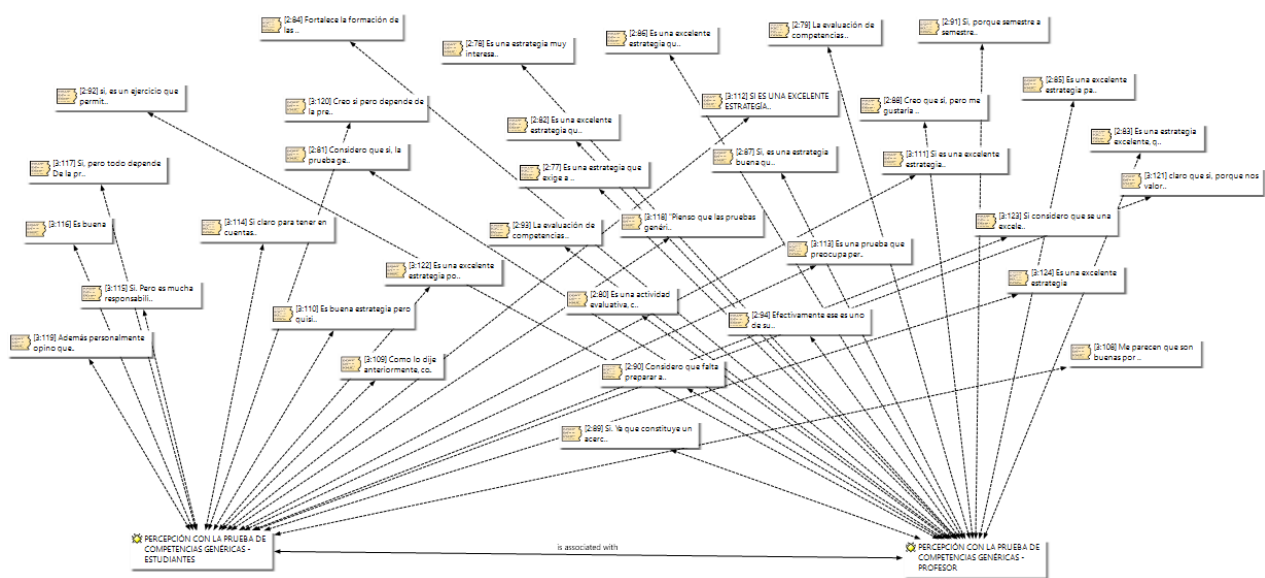 [2:84] Fortalece la formación de
las ..
[2:78] Es una estrategia muy
interesa..
[2:86] Es una excelente
estrategia qu..
[2:79] La evaluación de
competencias..
[2:91] Si, porque semestre a
semestre..
[2:92] si, es un ejercicio que
permit..
[3:120] Creo si pero depende de
la pre..
[3:112] SI ES UNA EXCELENTE
ESTRATEGÍA..
[2:88] Creo que si, pero me
gustaría ..
[2:85] Es una excelente
estrategia pa..
[2:82] Es una excelente
estrategia qu..
[2:83] Es una estrategia
excelente, q..
[3:117] Si, pero todo depende
De la pr..
[2:81] Considero que si, la
prueba ge..
[2:77] Es una estrategia que
exige a ..
[2:87] Si, es una estrategia
buena qu..
[3:111] Si es una excelente
estrategia..
[3:121] claro que si, porque nos
valor..
[3:116] Es buena
[3:114] Si claro para tener en
cuentas..
[2:93] La evaluación de
competencias..
[3:118] "Pienso que las pruebas
genéri..
[3:123] Si considero que se una
excele..
[3:113] Es una prueba que
preocupa per..
[3:122] Es una excelente
estrategia po..
[3:124] Es una excelente
estrategia
[3:115] Si. Pero es mucha
responsabili..
[3:110] Es buena estrategia pero
quisi..
[2:80] Es una actividad
evaluativa, c..
[2:94] Efectivamente ese es uno
de su..
[3:119] Además personalmente
opino que..
[3:109] Como lo dije
anteriormente, co..
[2:90] Considero que falta
preparar a..
[3:108] Me parecen que son
buenas por ..
[2:89] Si. Ya que constituye un
acerc..
PERCEPCIÓN CON LA PRUEBA DE
COMPETENCIAS GENÉRICAS -
ESTUDIANTES
is associated with
PERCEPCIÓN CON LA PRUEBA DE
COMPETENCIAS GENÉRICAS -
PROFESOR